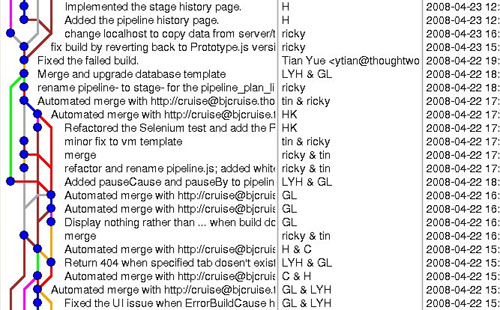 Implemented the stage history page. H 2008-04-23 12:
Added the pipeline history page. H 2008-04-23 12:
change localhost to copy data from server/t ricky 2008-04-23 16:
fix build by reverting back to Prototype.js versi ricky 2008-04-23 15:
Fixed the failed build. Tian Yue <ytian@thoughtwo 2008-04-22 19:
Merge and upgrade database template LYH & GL 2008-04-22 18:
rename pipeline- to stage- for the pipeline_plan_li ricky 2008-04-22 18:
Automated merge with http://cruise@bjcruise.tho tin & ricky 2008-04-22 17:
Automated merge with http://cruise@bjcruise.t HK 2008-04-22 17:
Refactored the Selenium test and add the F HK 2008-04-22 17:
minor fix to vm template tin & ricky 2008-04-22 17:
merge ricky & tin 2008-04-22 17:
refactor and rename pipeline.js; added white ricky & tin 2008-04-22 17:
Added pauseCause and pauseBy to pipelin LYH & GL 2008-04-22 18:
Automated merge with http://cruise@bjcruis GL 2008-04-22 16:
Automated merge with http://cruise@bjcruis GL 2008-04-22 16:
Display nothing rather than ... when build dc GL 2008-04-22 16:
merge ricky & tin 2008-04-22 16:
Automated merge with http://cruise@bjcruis H & C 2008-04-22 16:
Return 404 when specified tab dosen't exist LYH & GL 2008-04-22 15:
Automated merge with http://cruise@bjcruis C & H 2008-04-22 15:
Automated merge with http://cruise@bjcruise. GL & LYH 2008-04-22 15:
Fixed the UI issue when ErrorBuildCause h GL & LYH 2008-04-22 15: